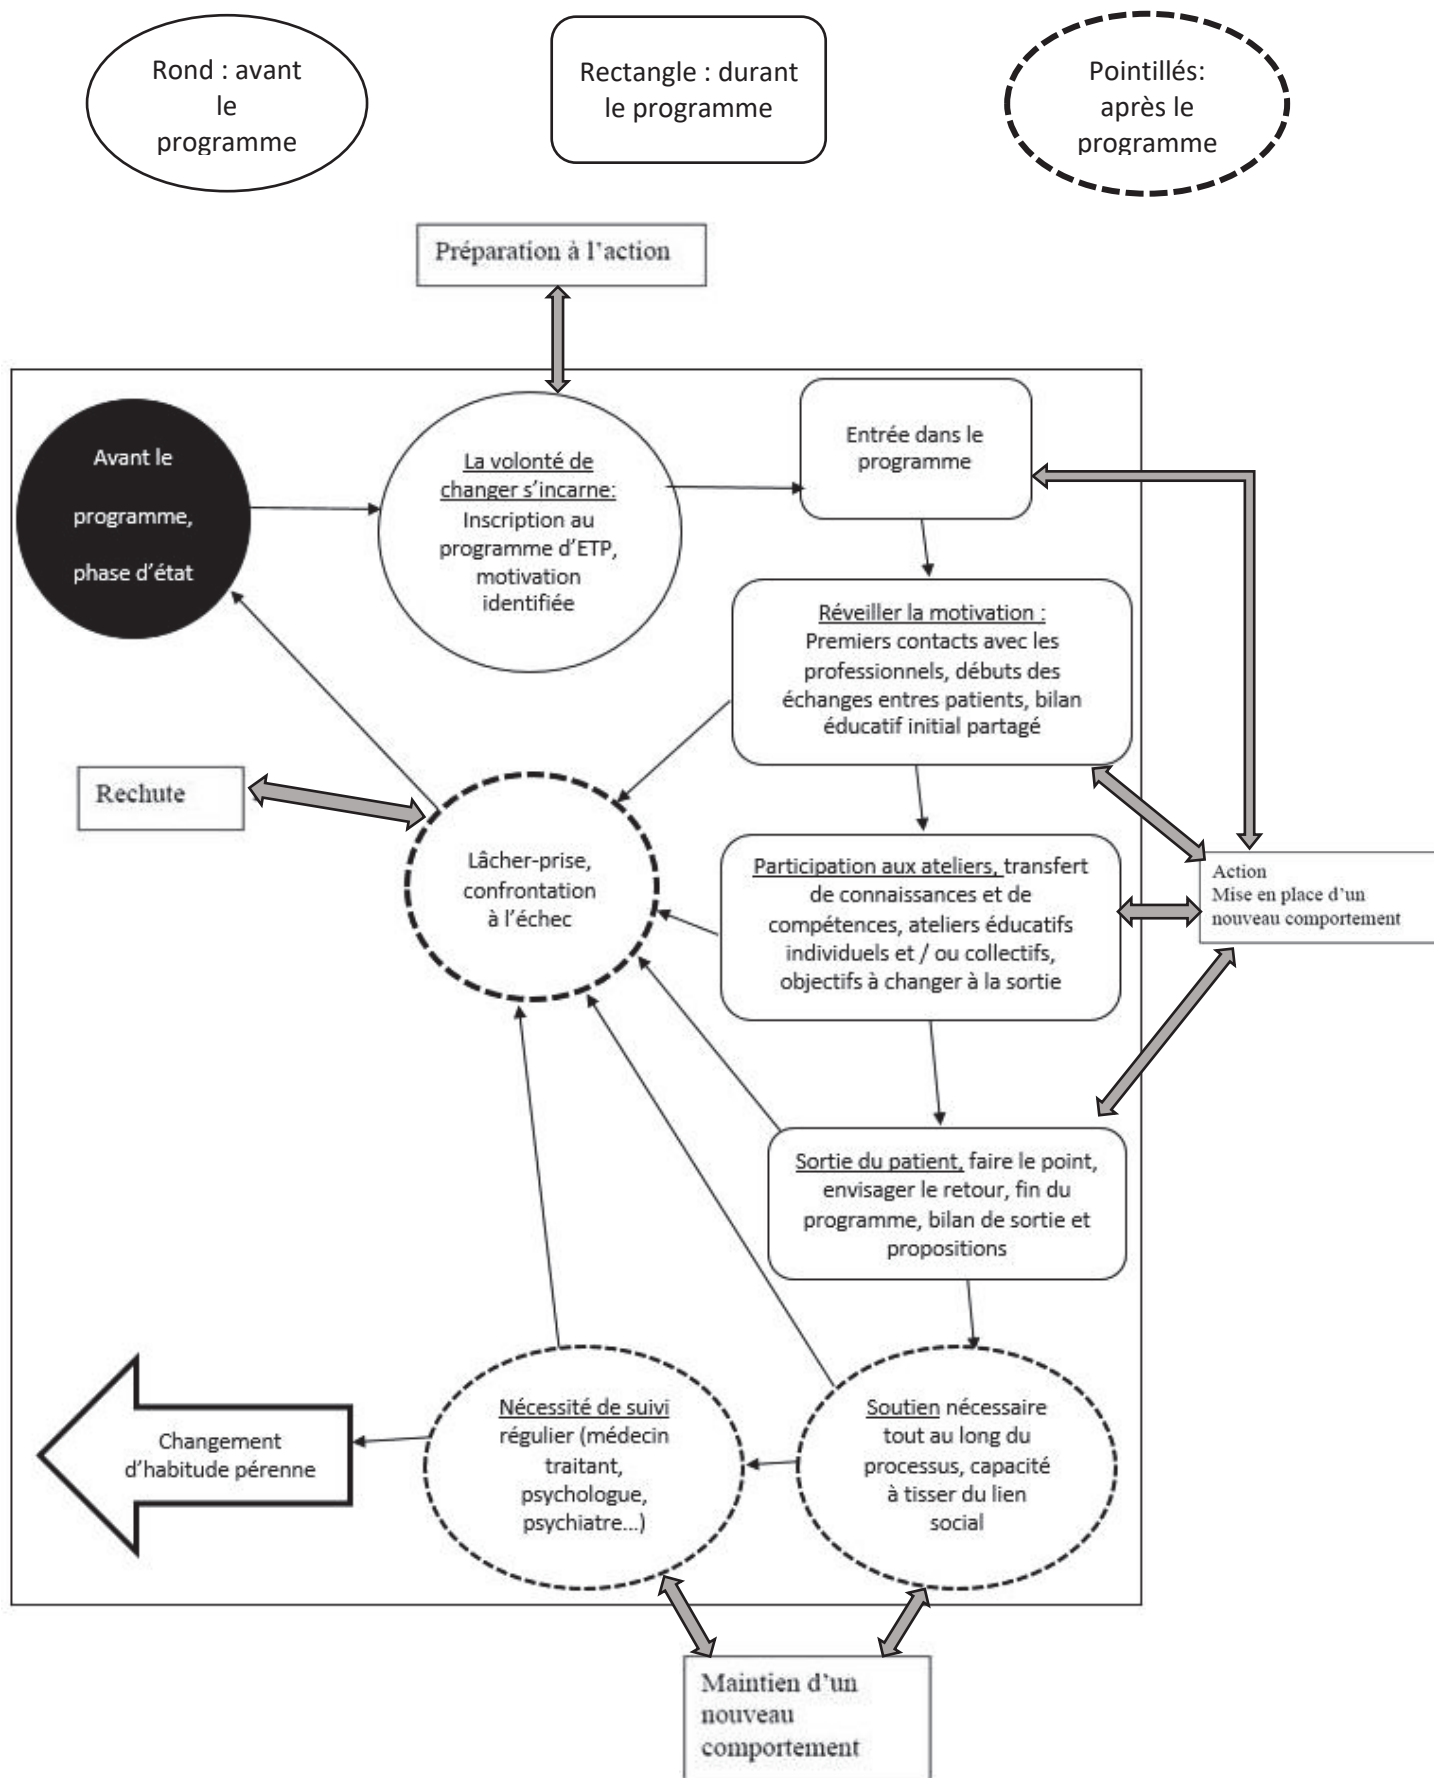 Rond : avant
le
programme
Rectangle : durant
le programme
Pointillés:
après le
programme
Préparation à l'action
Avant le
programme,
phase d'état
La volonté de
changer s'incarne:
Inscription au
programme d'ETP,
motivation
identifiée
Entrée dans le
programme
Réveiller la motivation :
Premiers contacts avec les
professionnels, débuts des
échanges entres patients, bilan
éducatif initial partagé
Rechute
Lâcher-prise,
confrontation
à l'échec
Participation aux ateliers, transfert
de connaissances et de
compétences, ateliers éducatifs
individuels et / ou collectifs,
objectifs à changer à la sortie
Action
Mise en place d'un
nouveau comportement
Sortie du patient, faire le point,
envisager le retour, fin du
programme, bilan de sortie et
propositions
Changement
d'habitude pérenne
Nécessité de suivi
régulier (médecin
traitant,
psychologue,
psychiatre...)
Soutien nécessaire
tout au long du
processus, capacité
à tisser du lien
social
Maintien d'un
nouveau
comportement